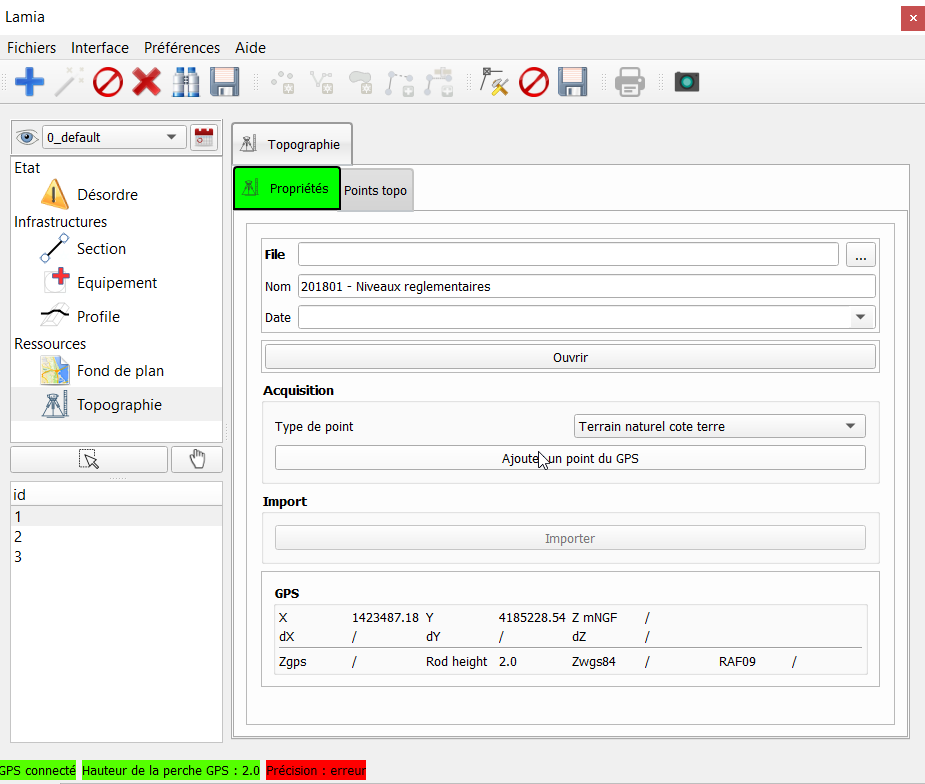 Lamia
Fichiers Interface Préférences Aide
0_default
Etat
Désordre
Infrastructures
Section
Equipement
Profile
Ressources
Fond de plan
Topographie
id
1
2
3
Topographie
Propriétés Points topo
File ...
Nom 201801 - Niveaux reglementaires
Date
Ouvrir
Acquisition
Type de point Terrain naturel cote terre
Ajouter un point du GPS
Import
Importer
GPS
X 1423487.18 Y 4185228.54 Z mNGF /
dX / dY / dZ /
Zgps / Rod height 2.0 Zwgs84 / RAF09 /
GPS connecté Hauteur de la perche GPS : 2.0 Précision : erreur